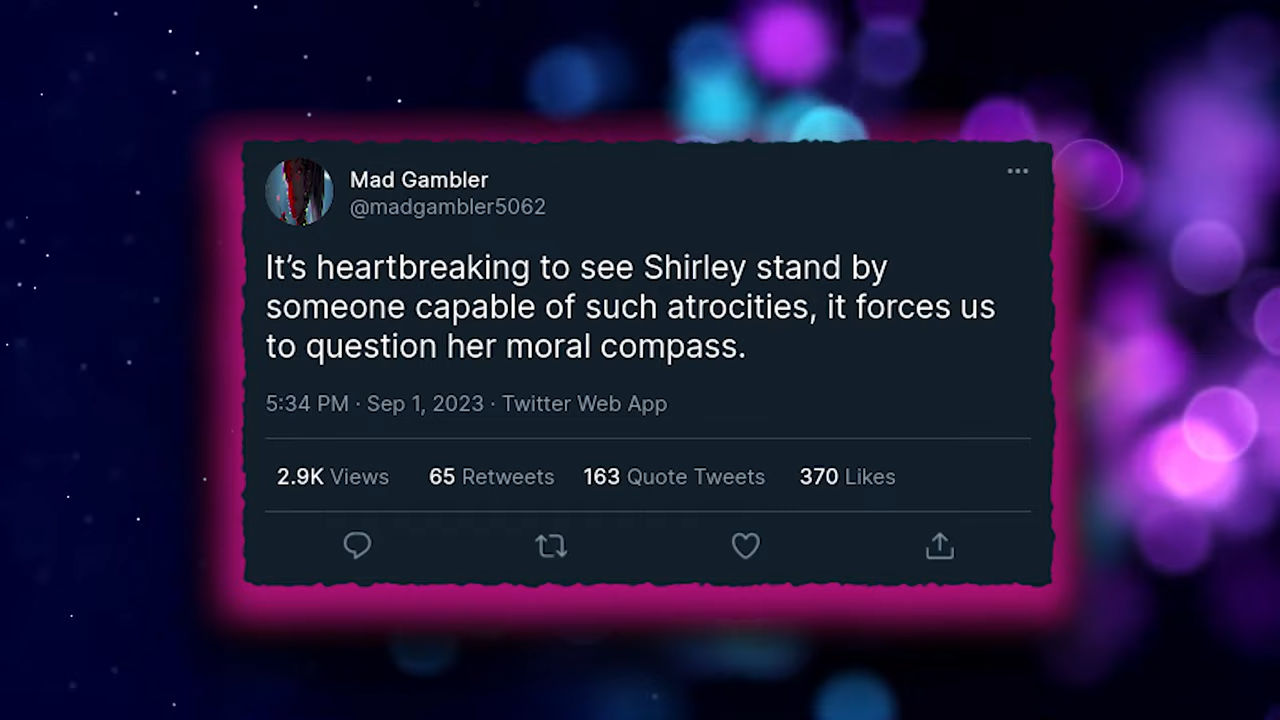 Mad Gambler
@madgambler5062
It’s heartbreaking to see Shirley stand by
someone capable of such atrocities, it forces us
to question her moral compass.
5:34 PM · Sep 1, 2023 · Twitter Web App
2.9K Views 65 Retweets 163 Quote Tweets 370 Likes